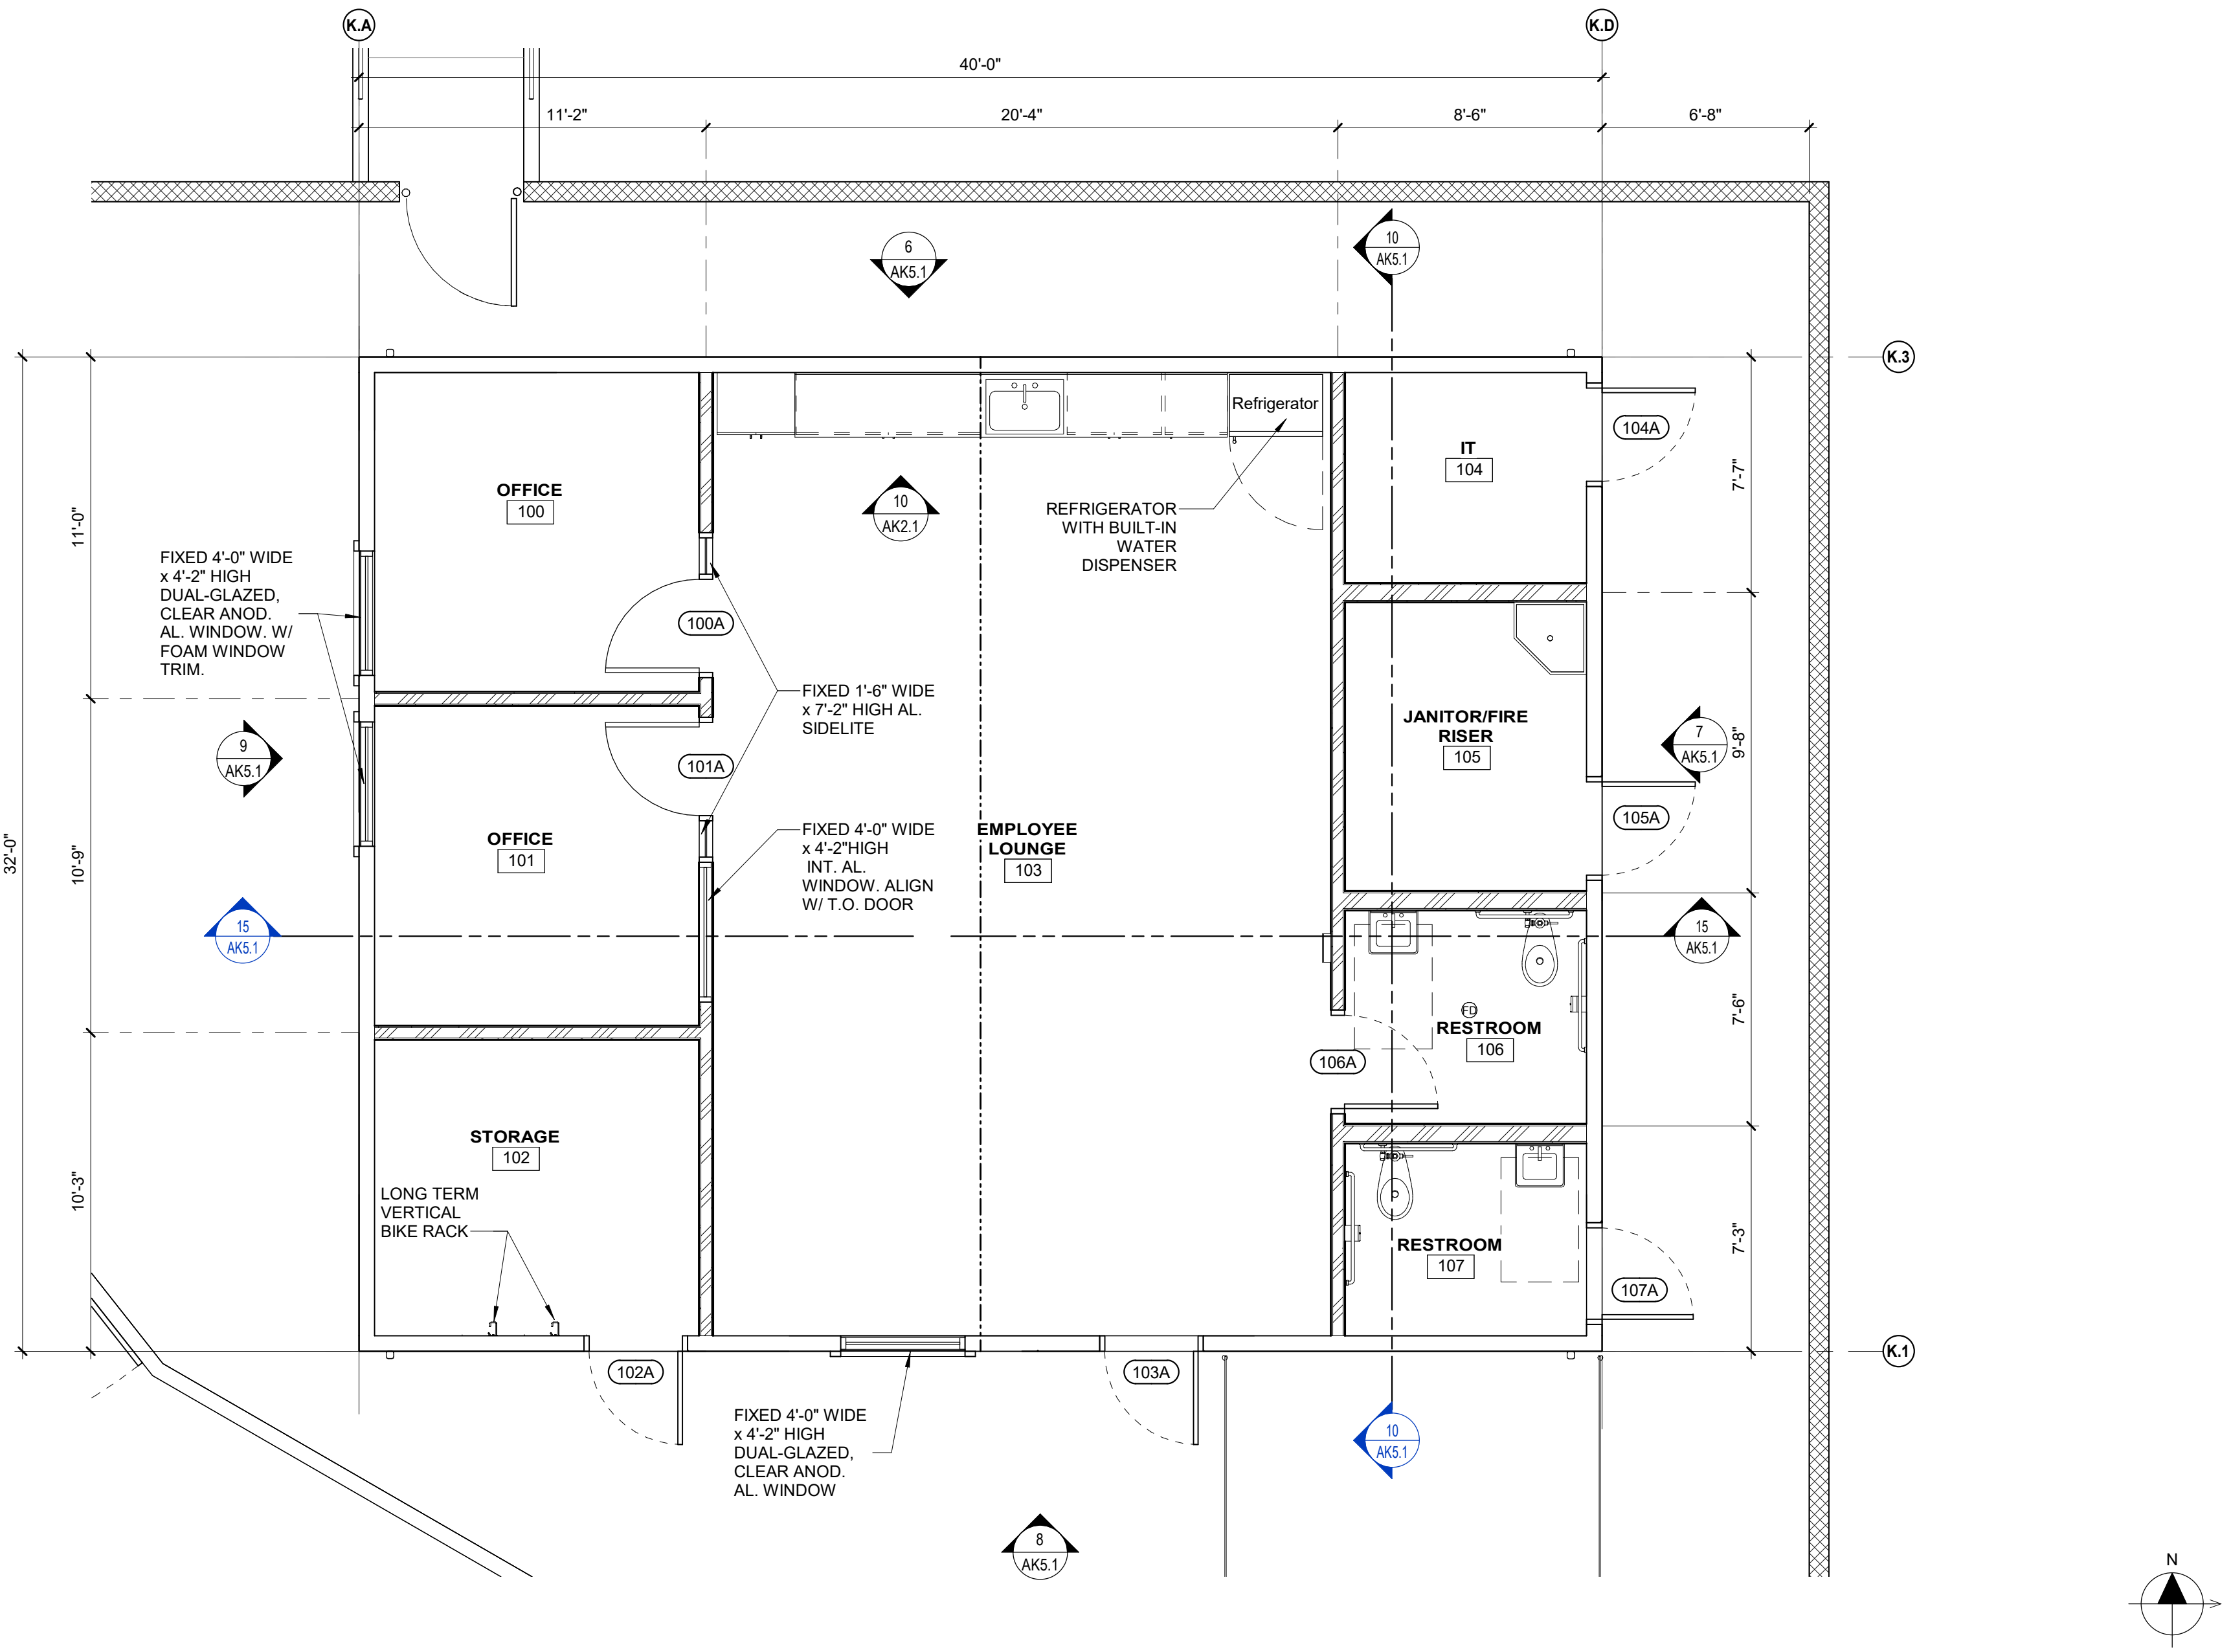 K.A
K.D
40'-0"
11'-2"
20'-4"
8'-6"
6'-8"
6
AK5.1
10
AK5.1
K.3
Refrigerator
104A
IT
104
7'-7"
OFFICE
100
10
AK2.1
REFRIGERATOR
WITH BUILT-IN
WATER
DISPENSER
11'-0"
FIXED 4'-0" WIDE
x 4'-2" HIGH
DUAL-GLAZED,
CLEAR ANOD.
AL. WINDOW. W/
FOAM WINDOW
TRIM.
100A
FIXED 1'-6" WIDE
x 7'-2" HIGH AL.
SIDELITE
JANITOR/FIRE
RISER
105
7
AK5.1
9'-8"
9
AK5.1
101A
105A
32'-0"
10'-9"
OFFICE
101
FIXED 4'-0" WIDE
x 4'-2"HIGH
INT. AL.
WINDOW. ALIGN
W/ T.O. DOOR
EMPLOYEE
LOUNGE
103
15
AK5.1
15
AK5.1
FD
RESTROOM
106
7'-6"
106A
STORAGE
102
10'-3"
LONG TERM
VERTICAL
BIKE RACK
RESTROOM
107
7'-3"
107A
K.1
102A
103A
FIXED 4'-0" WIDE
x 4'-2" HIGH
DUAL-GLAZED,
CLEAR ANOD.
AL. WINDOW
10
AK5.1
8
AK5.1
N